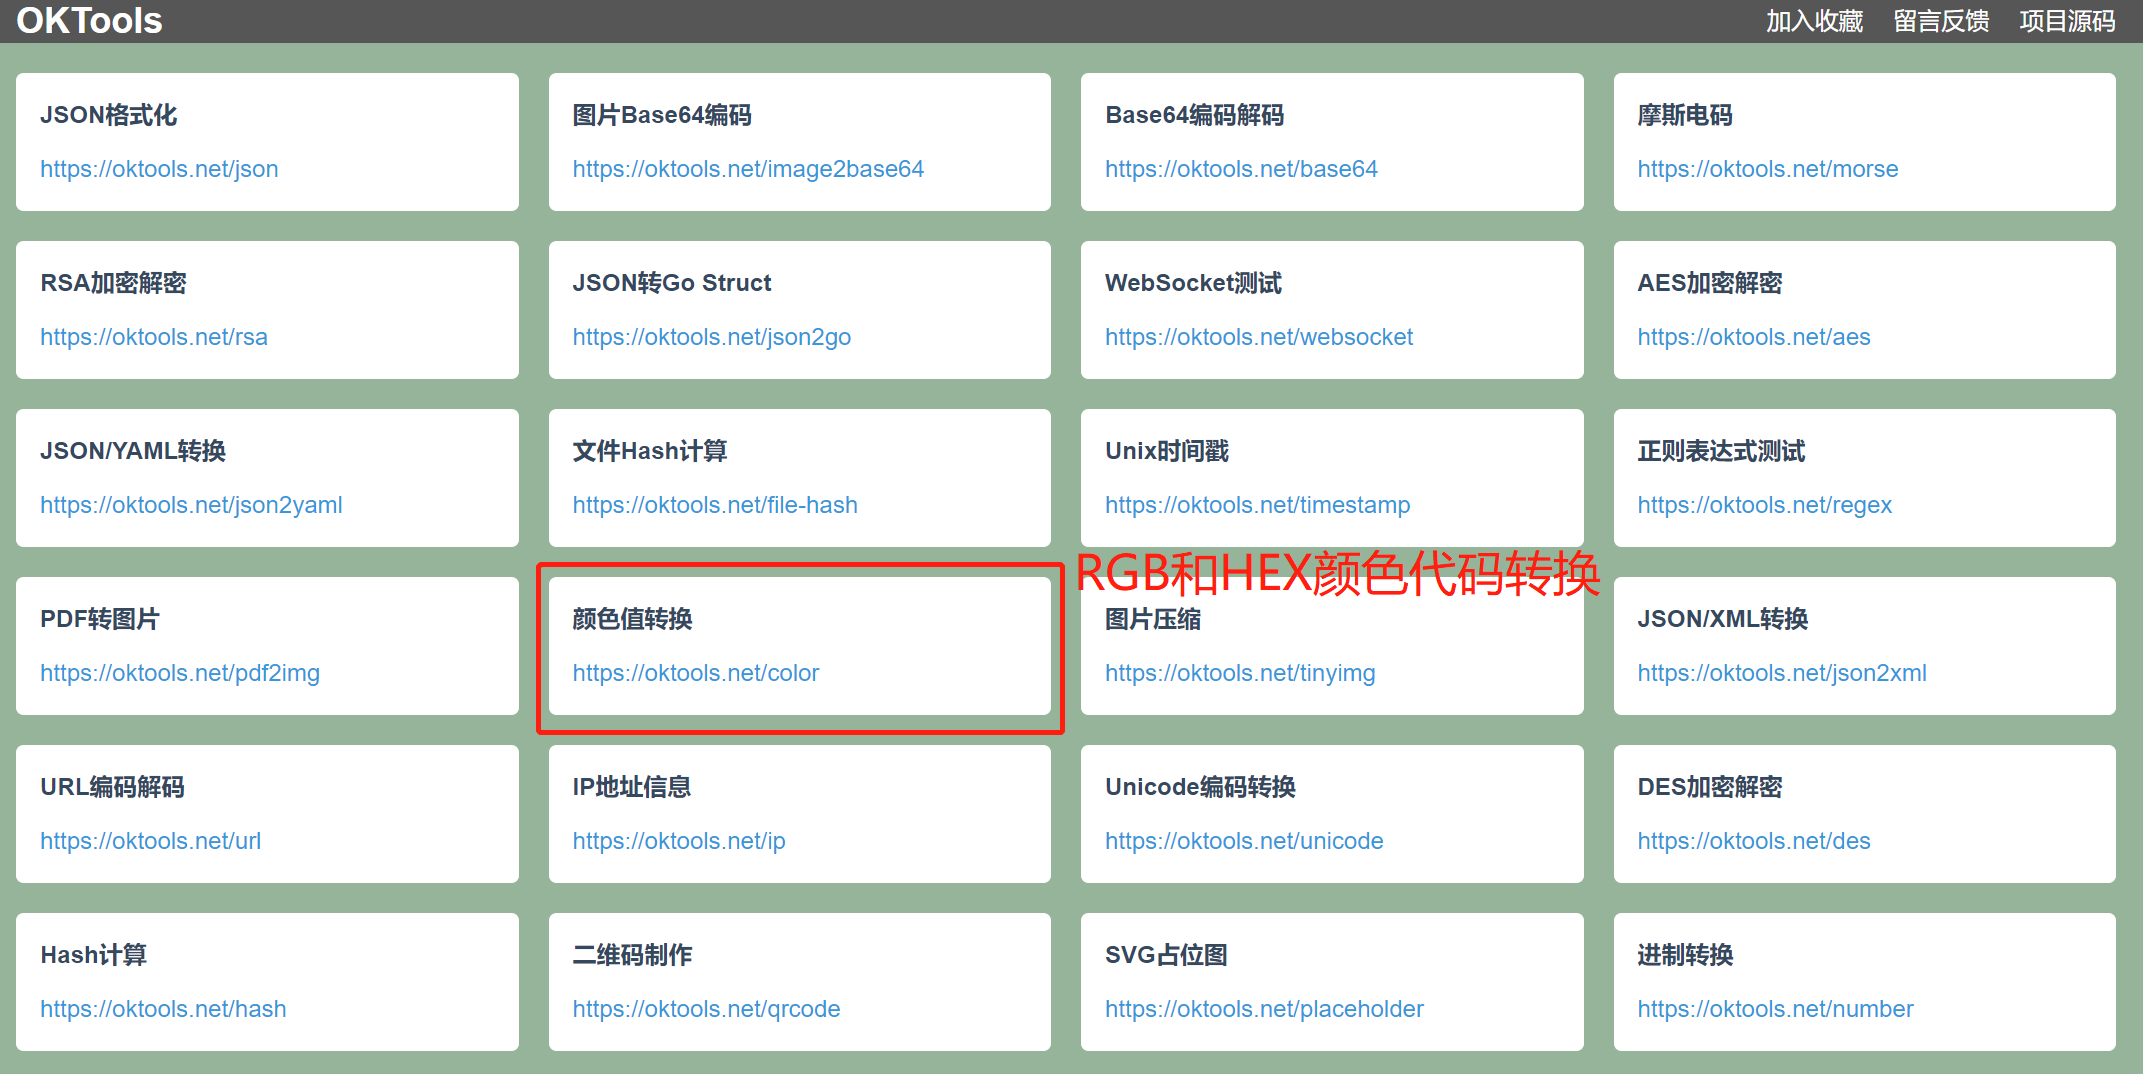 OKTools
加入收藏 留言反馈 项目源码
JSON格式化
https://oktools.net/json
图片Base64编码
https://oktools.net/image2base64
Base64编码解码
https://oktools.net/base64
摩斯电码
https://oktools.net/morse
RSA加密解密
https://oktools.net/rsa
JSON转Go Struct
https://oktools.net/json2go
WebSocket测试
https://oktools.net/websocket
AES加密解密
https://oktools.net/aes
JSON/YAML转换
https://oktools.net/json2yaml
文件Hash计算
https://oktools.net/file-hash
Unix时间戳
https://oktools.net/timestamp
正则表达式测试
https://oktools.net/regex
PDF转图片
https://oktools.net/pdf2img
颜色值转换
https://oktools.net/color
RGB和HEX颜色代码转换
图片压缩
https://oktools.net/tinyimg
JSON/XML转换
https://oktools.net/json2xml
URL编码解码
https://oktools.net/url
IP地址信息
https://oktools.net/ip
Unicode编码转换
https://oktools.net/unicode
DES加密解密
https://oktools.net/des
Hash计算
https://oktools.net/hash
二维码制作
https://oktools.net/qrcode
SVG占位图
https://oktools.net/placeholder
进制转换
https://oktools.net/number